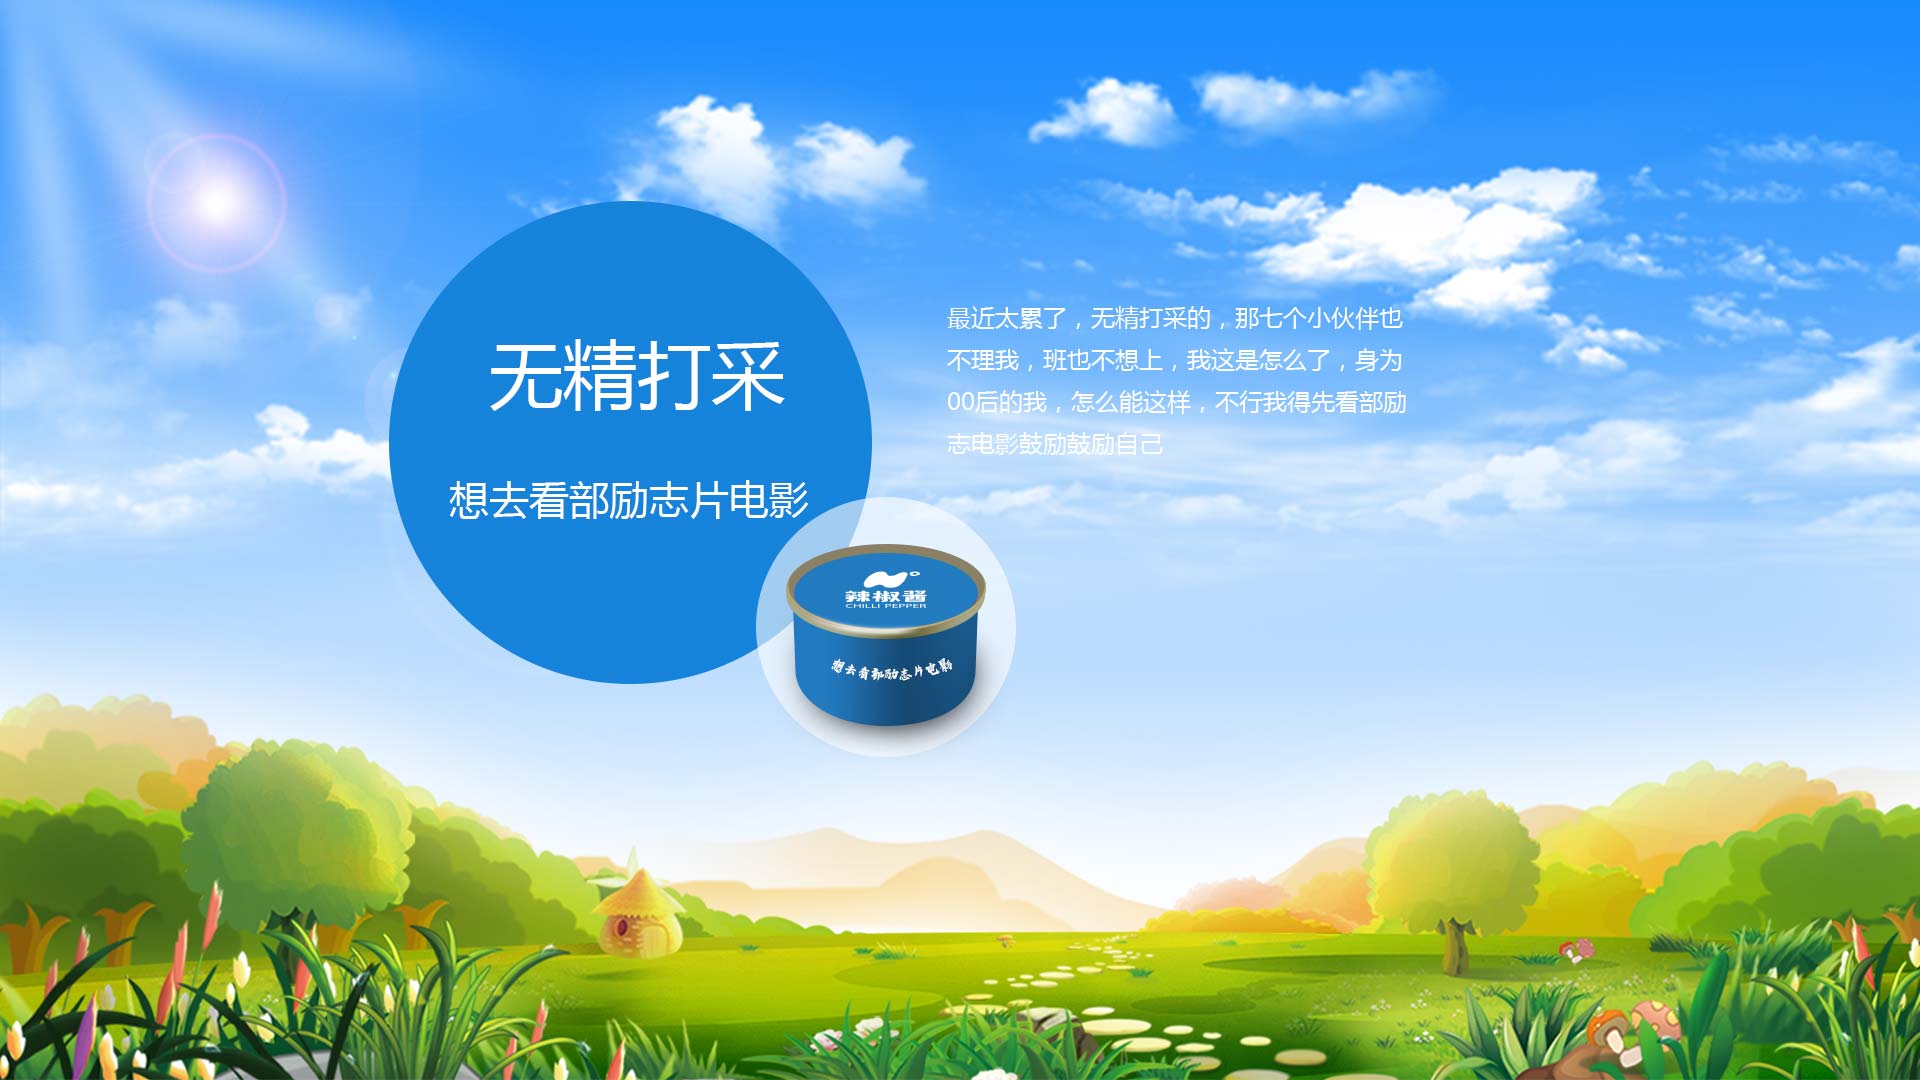 无精打采
想去看部励志片电影
最近太累了，无精打采的，那七个小伙伴也
不理我，班也不想上，我这是怎么了，身为
00后的我，怎么能这样，不行我得先看部励
志电影鼓励鼓励自己
辣椒酱
CHILLI PEPPER
想去看部励志片电影